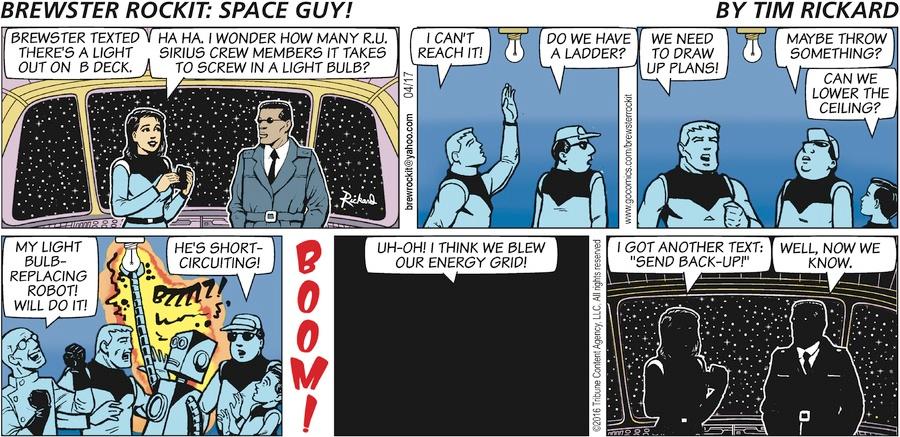 BREWSTER ROCKIT: SPACE GUY!
BY TIM RICKARD
BREWSTER TEXTED
THERE'S A LIGHT
OUT ON B DECK.
HA HA. I WONDER HOW MANY R.U.
SIRIUS CREW MEMBERS IT TAKES
TO SCREW IN A LIGHT BULB?
Rickard
brewrockit@yahoo.com 04/17
I CAN'T
REACH IT!
DO WE HAVE
A LADDER?
www.gocomics.com/brewsterrockit
WE NEED
TO DRAW
UP PLANS!
MAYBE THROW
SOMETHING?
CAN WE
LOWER THE
CEILING?
MY LIGHT
BULB-
REPLACING
ROBOT!
WILL DO IT!
HE'S SHORT-
CIRCUITING!
BZZZ!
BOOM!
UH-OH! I THINK WE BLEW
OUR ENERGY GRID!
©2016 Tribune Content Agency, LLC. All rights reserved
I GOT ANOTHER TEXT:
"SEND BACK-UP!"
WELL, NOW WE
KNOW.